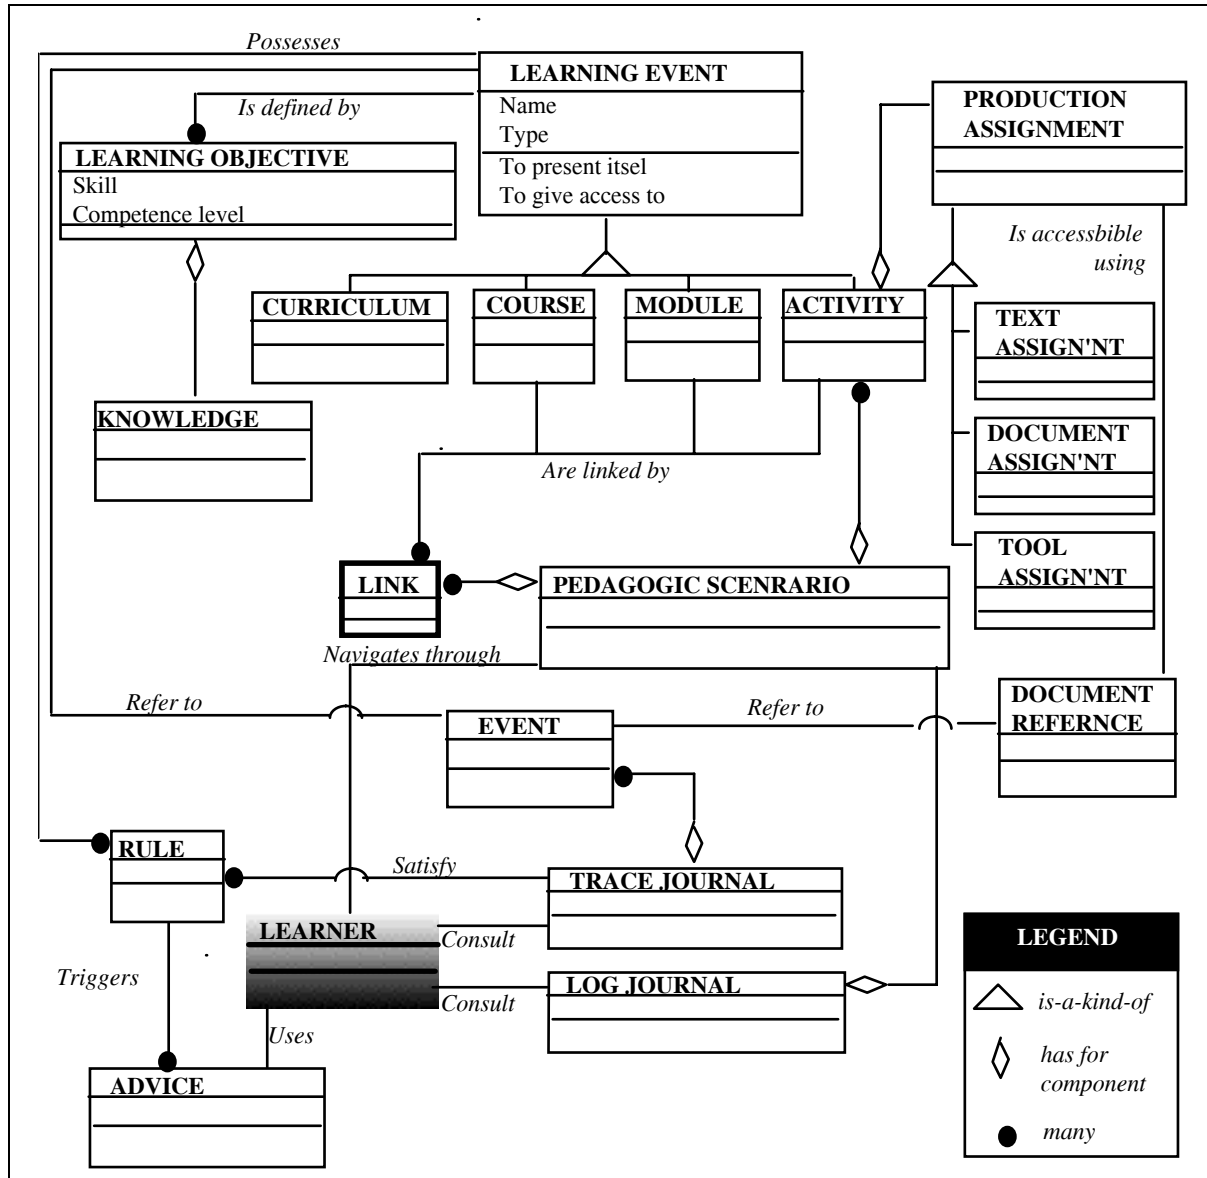 Possesses
LEARNING EVENT
Name
Type
To present itsel
To give access to
Is defined by
LEARNING OBJECTIVE
Skill
Competence level
PRODUCTION
ASSIGNMENT
Is accessbible
using
CURRICULUM
COURSE
MODULE
ACTIVITY
TEXT
ASSIGN'NT
KNOWLEDGE
DOCUMENT
ASSIGN'NT
Are linked by
TOOL
ASSIGN'NT
LINK
PEDAGOGIC SCENRARIO
Navigates through
Refer to
EVENT
Refer to
DOCUMENT
REFERNCE
RULE
Satisfy
TRACE JOURNAL
LEARNER
Consult
LOG JOURNAL
Consult
Triggers
Uses
ADVICE
LEGEND
is-a-kind-of
has for
component
many